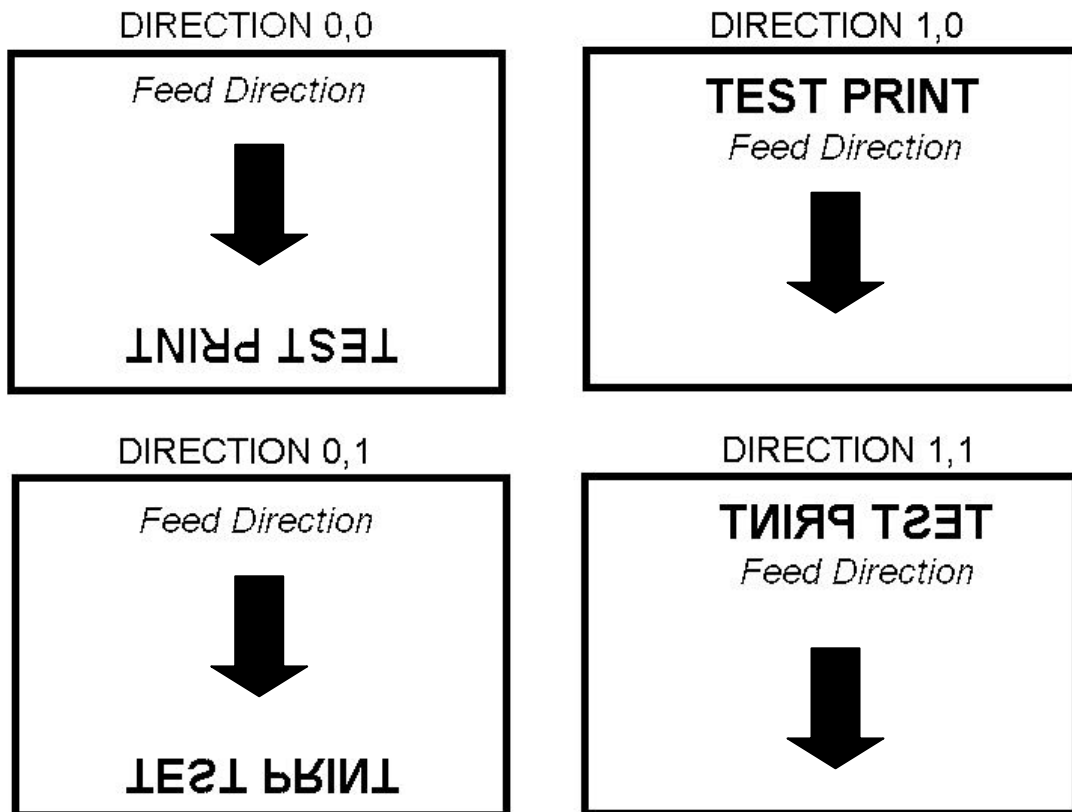 DIRECTION 0,0
Feed Direction
TEST PRINT
DIRECTION 1,0
TEST PRINT
Feed Direction
DIRECTION 0,1
Feed Direction
TEST PRINT
DIRECTION 1,1
TEST PRINT
Feed Direction